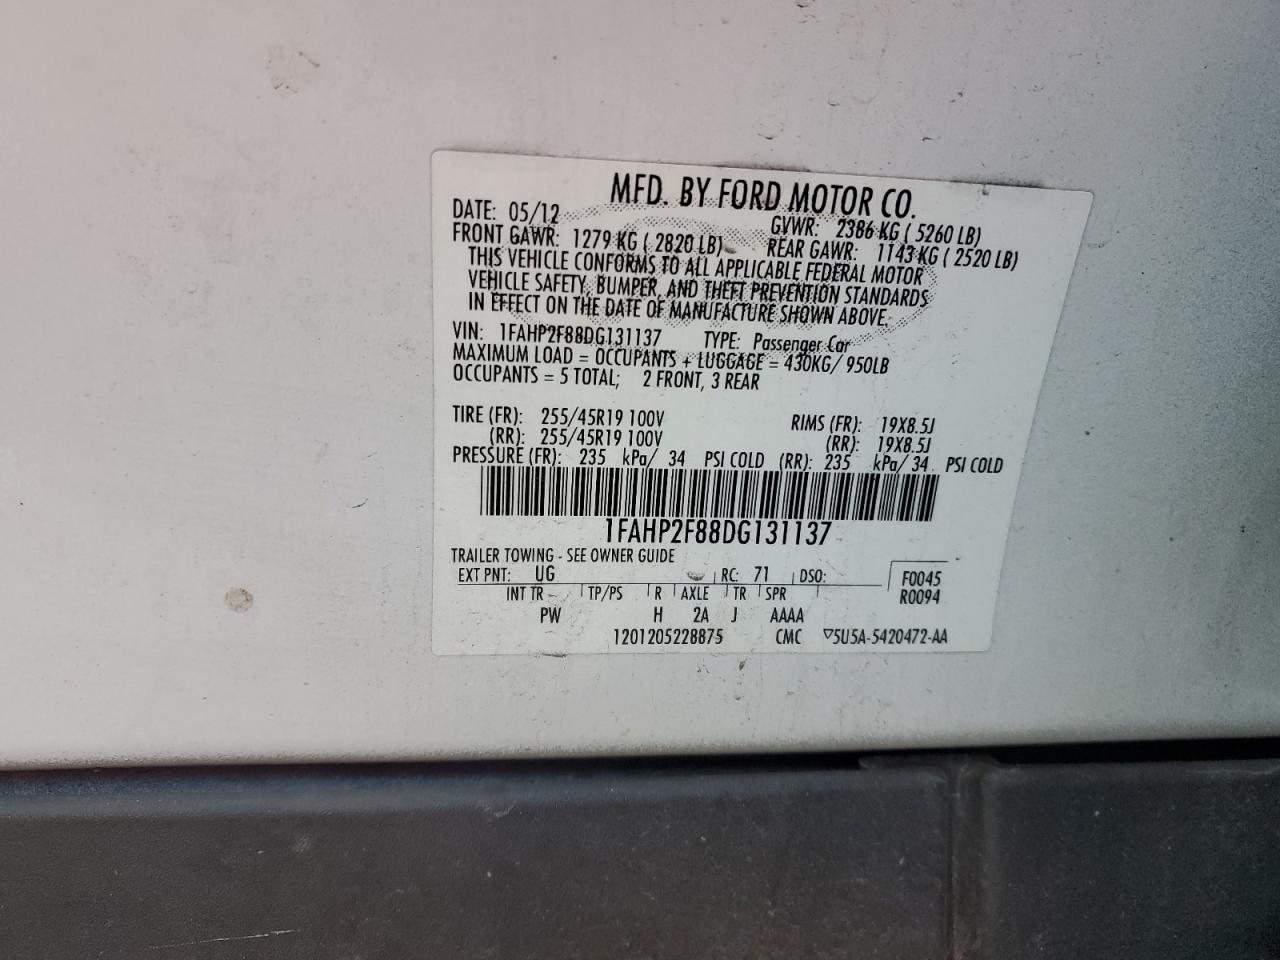 MFD. BY FORD MOTOR CO.
DATE: 05/12 GVWR: 2386 KG ( 5260 LB)
FRONT GAWR: 1279 KG ( 2820 LB) REAR GAWR: 1143 KG ( 2520 LB)
THIS VEHICLE CONFORMS TO ALL APPLICABLE FEDERAL MOTOR
VEHICLE SAFETY, BUMPER, AND THEFT PREVENTION STANDARDS
IN EFFECT ON THE DATE OF MANUFACTURE SHOWN ABOVE.
VIN: 1FAHP2F88DG131137 TYPE: Passenger Car
MAXIMUM LOAD = OCCUPANTS + LUGGAGE = 430KG/ 950LB
OCCUPANTS = 5 TOTAL; 2 FRONT, 3 REAR
TIRE (FR): 255/45R19 100V RIMS (FR): 19X8.5J
(RR): 255/45R19 100V (RR): 19X8.5J
PRESSURE (FR): 235 kPa/ 34 PSI COLD (RR): 235 kPa/ 34 PSI COLD
1FAHP2F88DG131137
TRAILER TOWING - SEE OWNER GUIDE
EXT PNT: UG RC: 71 DSO: F0045
INT TR TP/PS R AXLE TR SPR R0094
PW H 2A J AAAA
1201205228875 CMC ▽5U5A-5420472-AA